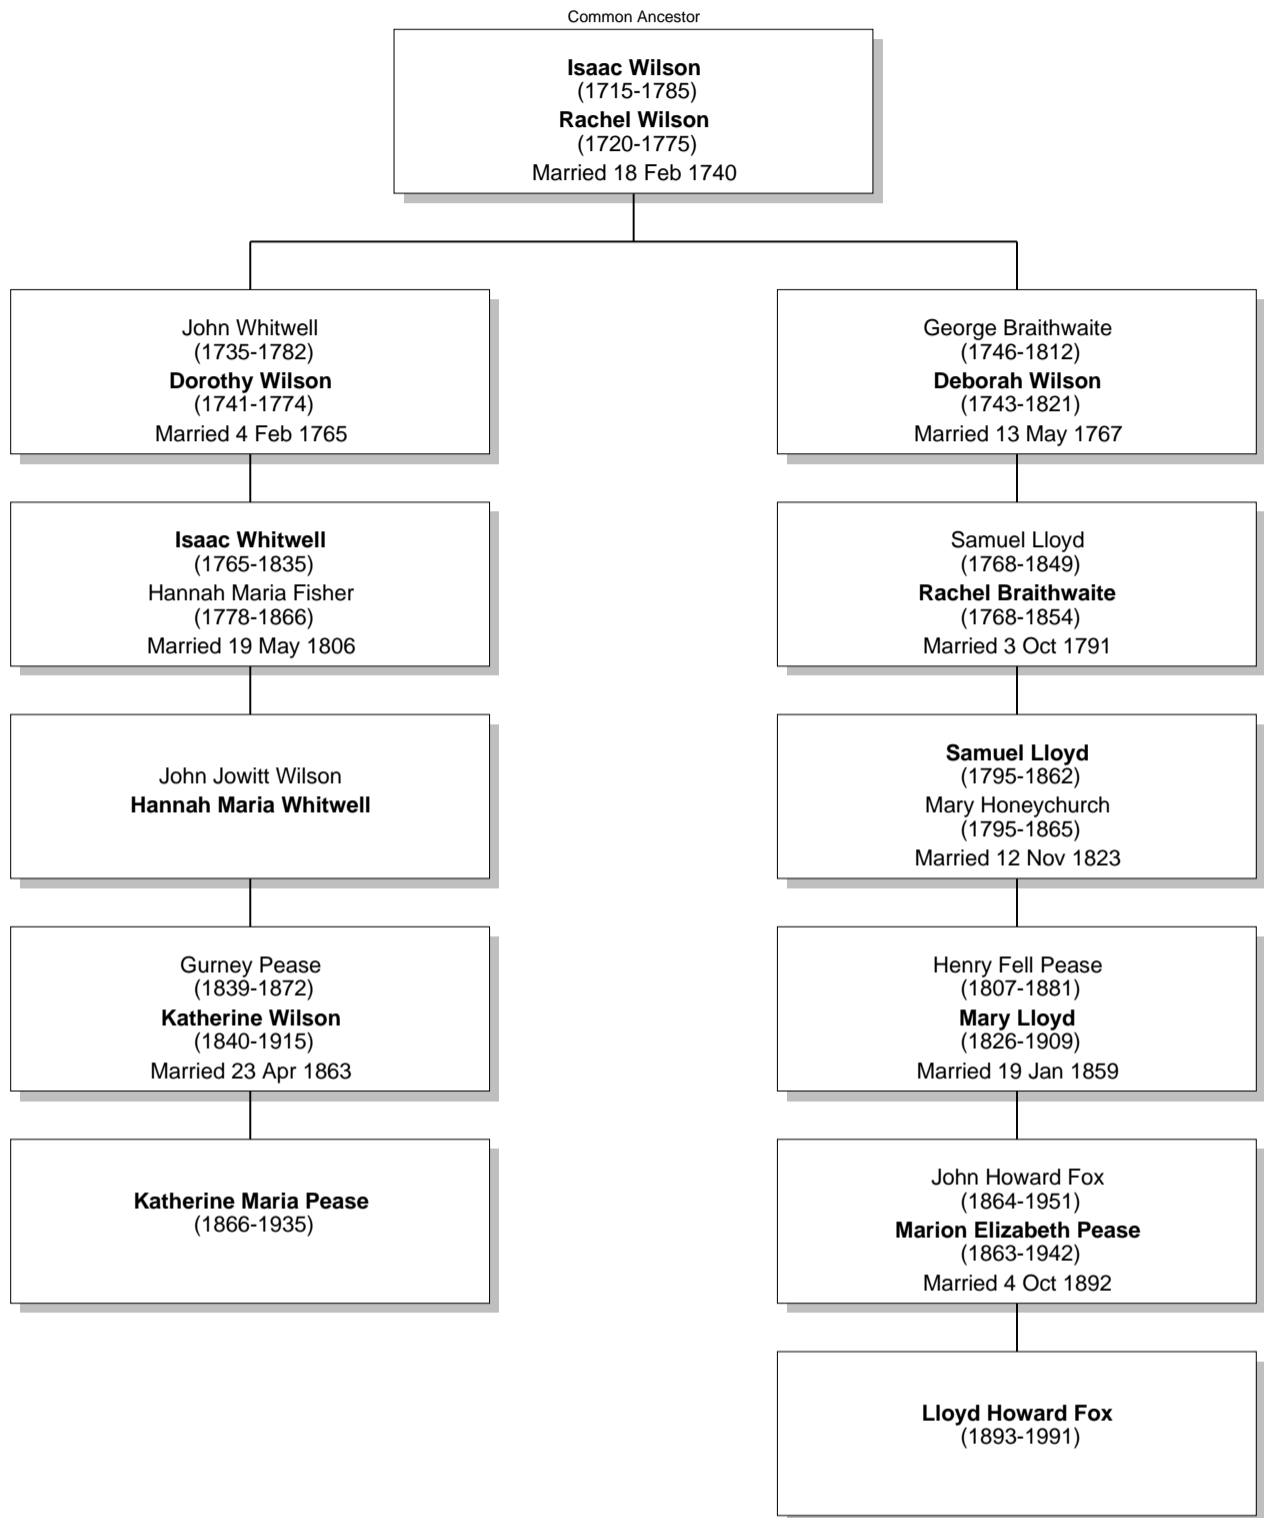 Common Ancestor
Isaac Wilson
(1715-1785)
Rachel Wilson
(1720-1775)
Married 18 Feb 1740
John Whitwell
(1735-1782)
Dorothy Wilson
(1741-1774)
Married 4 Feb 1765
George Braithwaite
(1746-1812)
Deborah Wilson
(1743-1821)
Married 13 May 1767
Isaac Whitwell
(1765-1835)
Hannah Maria Fisher
(1778-1866)
Married 19 May 1806
Samuel Lloyd
(1768-1849)
Rachel Braithwaite
(1768-1854)
Married 3 Oct 1791
John Jowitt Wilson
Hannah Maria Whitwell
Samuel Lloyd
(1795-1862)
Mary Honeychurch
(1795-1865)
Married 12 Nov 1823
Gurney Pease
(1839-1872)
Katherine Wilson
(1840-1915)
Married 23 Apr 1863
Henry Fell Pease
(1807-1881)
Mary Lloyd
(1826-1909)
Married 19 Jan 1859
Katherine Maria Pease
(1866-1935)
John Howard Fox
(1864-1951)
Marion Elizabeth Pease
(1863-1942)
Married 4 Oct 1892
Lloyd Howard Fox
(1893-1991)